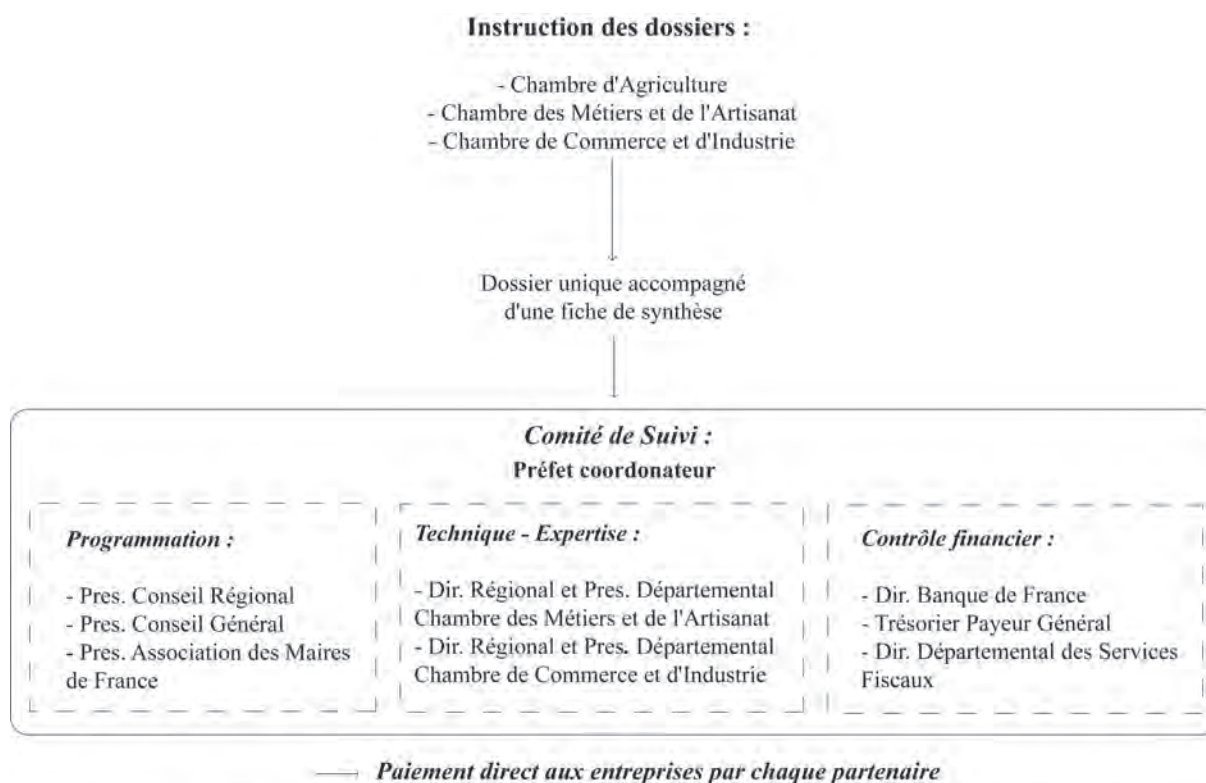 Instruction des dossiers :
- Chambre d'Agriculture
- Chambre des Métiers et de l'Artisanat
- Chambre de Commerce et d'Industrie
Dossier unique accompagné
d'une fiche de synthèse
Comité de Suivi :
Préfet coordonateur
Programmation :
- Pres. Conseil Régional
- Pres. Conseil Général
- Pres. Association des Maires
de France
Technique - Expertise :
- Dir. Régional et Pres. Départemental
Chambre des Métiers et de l'Artisanat
- Dir. Régional et Pres. Départemental
Chambre de Commerce et d'Industrie
Contrôle financier :
- Dir. Banque de France
- Trésorier Payeur Général
- Dir. Départemental des Services
Fiscaux
Paiement direct aux entreprises par chaque partenaire